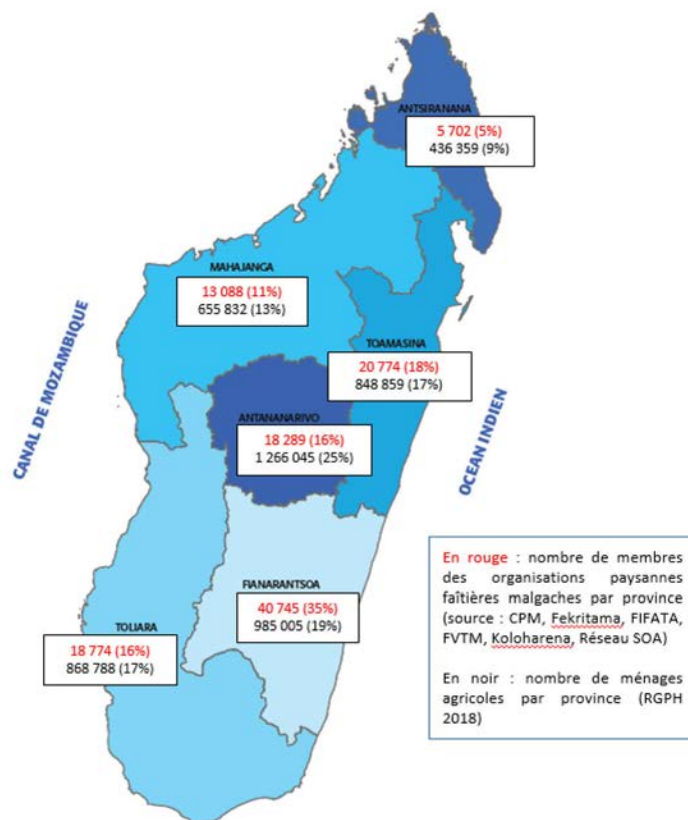 ANTSIRANANA
5 702 (5%)
436 359 (9%)
MAHAJANGA
13 088 (11%)
655 832 (13%)
CANAL DE MOZAMBIQUE
TOAMASINA
20 774 (18%)
848 859 (17%)
ANTANANARIVO
18 289 (16%)
1 266 045 (25%)
OCEAN INDIEN
FIANARANTSOA
40 745 (35%)
985 005 (19%)
TOLIARA
18 774 (16%)
868 788 (17%)
En rouge : nombre de membres
des organisations paysannes
faîtières malgaches par province
(source : CPM, Fekritama, FIFATA,
FVTM, Koloharena, Réseau SOA)
En noir : nombre de ménages
agricoles par province (RGPH
2018)